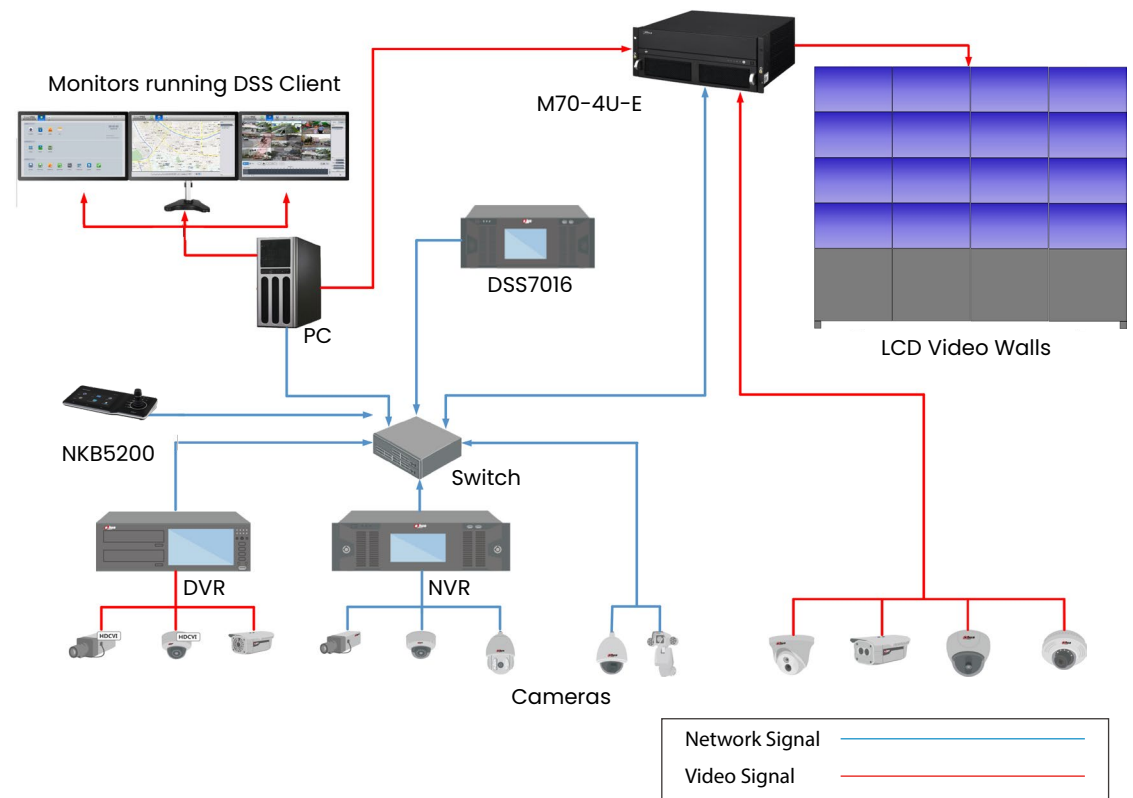 Monitors running DSS Client
M70-4U-E
DSS7016
PC
LCD Video Walls
NKB5200
Switch
DVR
NVR
HDCVI
HDCVI
Cameras
Network Signal
Video Signal